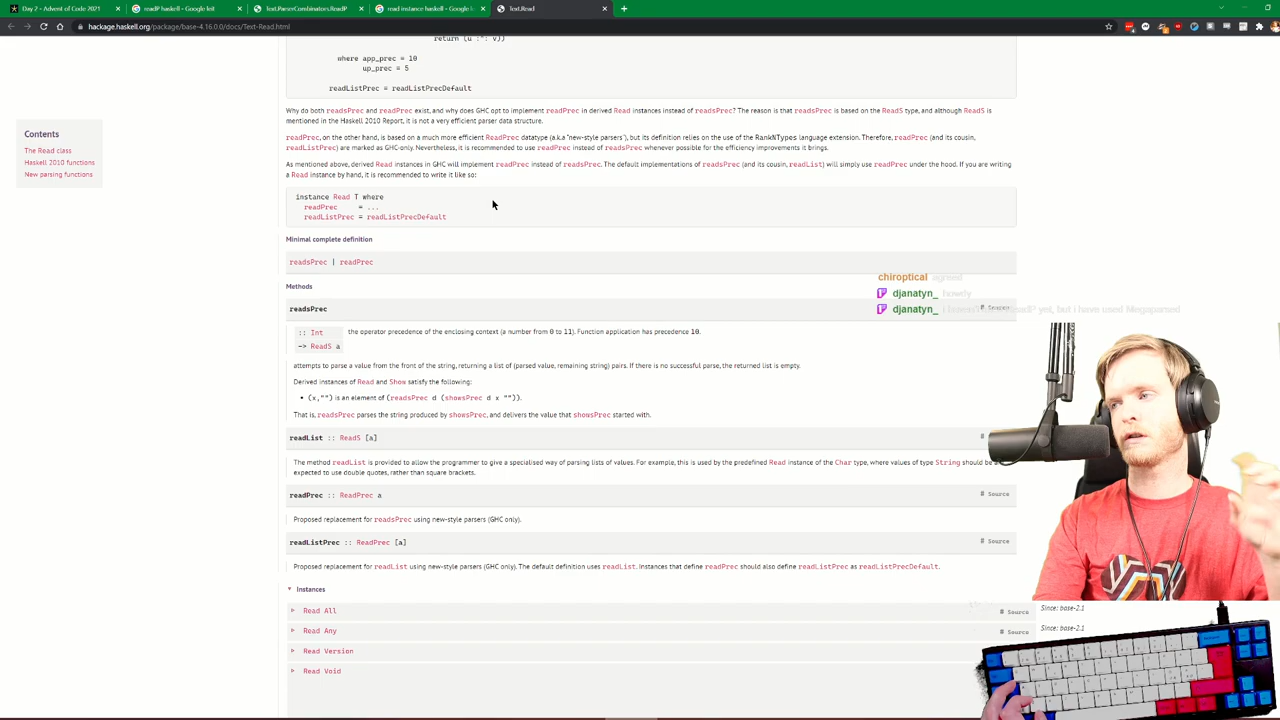 Day 2 - Advent of Code 2021
readP haskell - Google leit
Text.ParserCombinators.ReadP
read instance haskell - Google l
Text.Read
hackage.haskell.org/package/base-4.16.0.0/docs/Text-Read.html
return (u :^: v))
where app_prec = 10
up_prec = 5
readListPrec = readListPrecDefault
Why do both readsPrec and readPrec exist, and why does GHC opt to implement readPrec in derived Read instances instead of readsPrec? The reason is that readsPrec is based on the ReadS type, and although ReadS is
mentioned in the Haskell 2010 Report, it is not a very efficient parser data structure.
readPrec, on the other hand, is based on a much more efficient ReadPrec datatype (a.k.a "new-style parsers"), but its definition relies on the use of the RankNTypes language extension. Therefore, readPrec (and its cousin,
readListPrec) are marked as GHC-only. Nevertheless, it is recommended to use readPrec instead of readsPrec whenever possible for the efficiency improvements it brings.
As mentioned above, derived Read instances in GHC will implement readPrec instead of readsPrec. The default implementations of readsPrec (and its cousin, readList) will simply use readPrec under the hood. If you are writing
a Read instance by hand, it is recommended to write it like so:
instance Read T where
readPrec = ...
readListPrec = readListPrecDefault
Contents
The Read class
Haskell 2010 functions
New parsing functions
Minimal complete definition
readsPrec | readPrec
chiroptical agreed
Methods
djanatyn_ howdy
readsPrec
# Source
djanatyn_ i haven't used ReadP yet, but i have used Megaparsec
:: Int the operator precedence of the enclosing context (a number from 0 to 11). Function application has precedence 10.
-> ReadS a
attempts to parse a value from the front of the string, returning a list of (parsed value, remaining string) pairs. If there is no successful parse, the returned list is empty.
Derived instances of Read and Show satisfy the following:
• (x,"") is an element of (readsPrec d (showsPrec d x "")).
That is, readsPrec parses the string produced by showsPrec, and delivers the value that showsPrec started with.
readList :: ReadS [a]
#
The method readList is provided to allow the programmer to give a specialised way of parsing lists of values. For example, this is used by the predefined Read instance of the Char type, where values of type String should be
expected to use double quotes, rather than square brackets.
readPrec :: ReadPrec a
# Source
Proposed replacement for readsPrec using new-style parsers (GHC only).
readListPrec :: ReadPrec [a]
# Source
Proposed replacement for readList using new-style parsers (GHC only). The default definition uses readList. Instances that define readPrec should also define readListPrec as readListPrecDefault.
Instances
Read All
# Source
Since: base-2.1
Read Any
# Source
Since: base-2.1
Read Version
Read Void